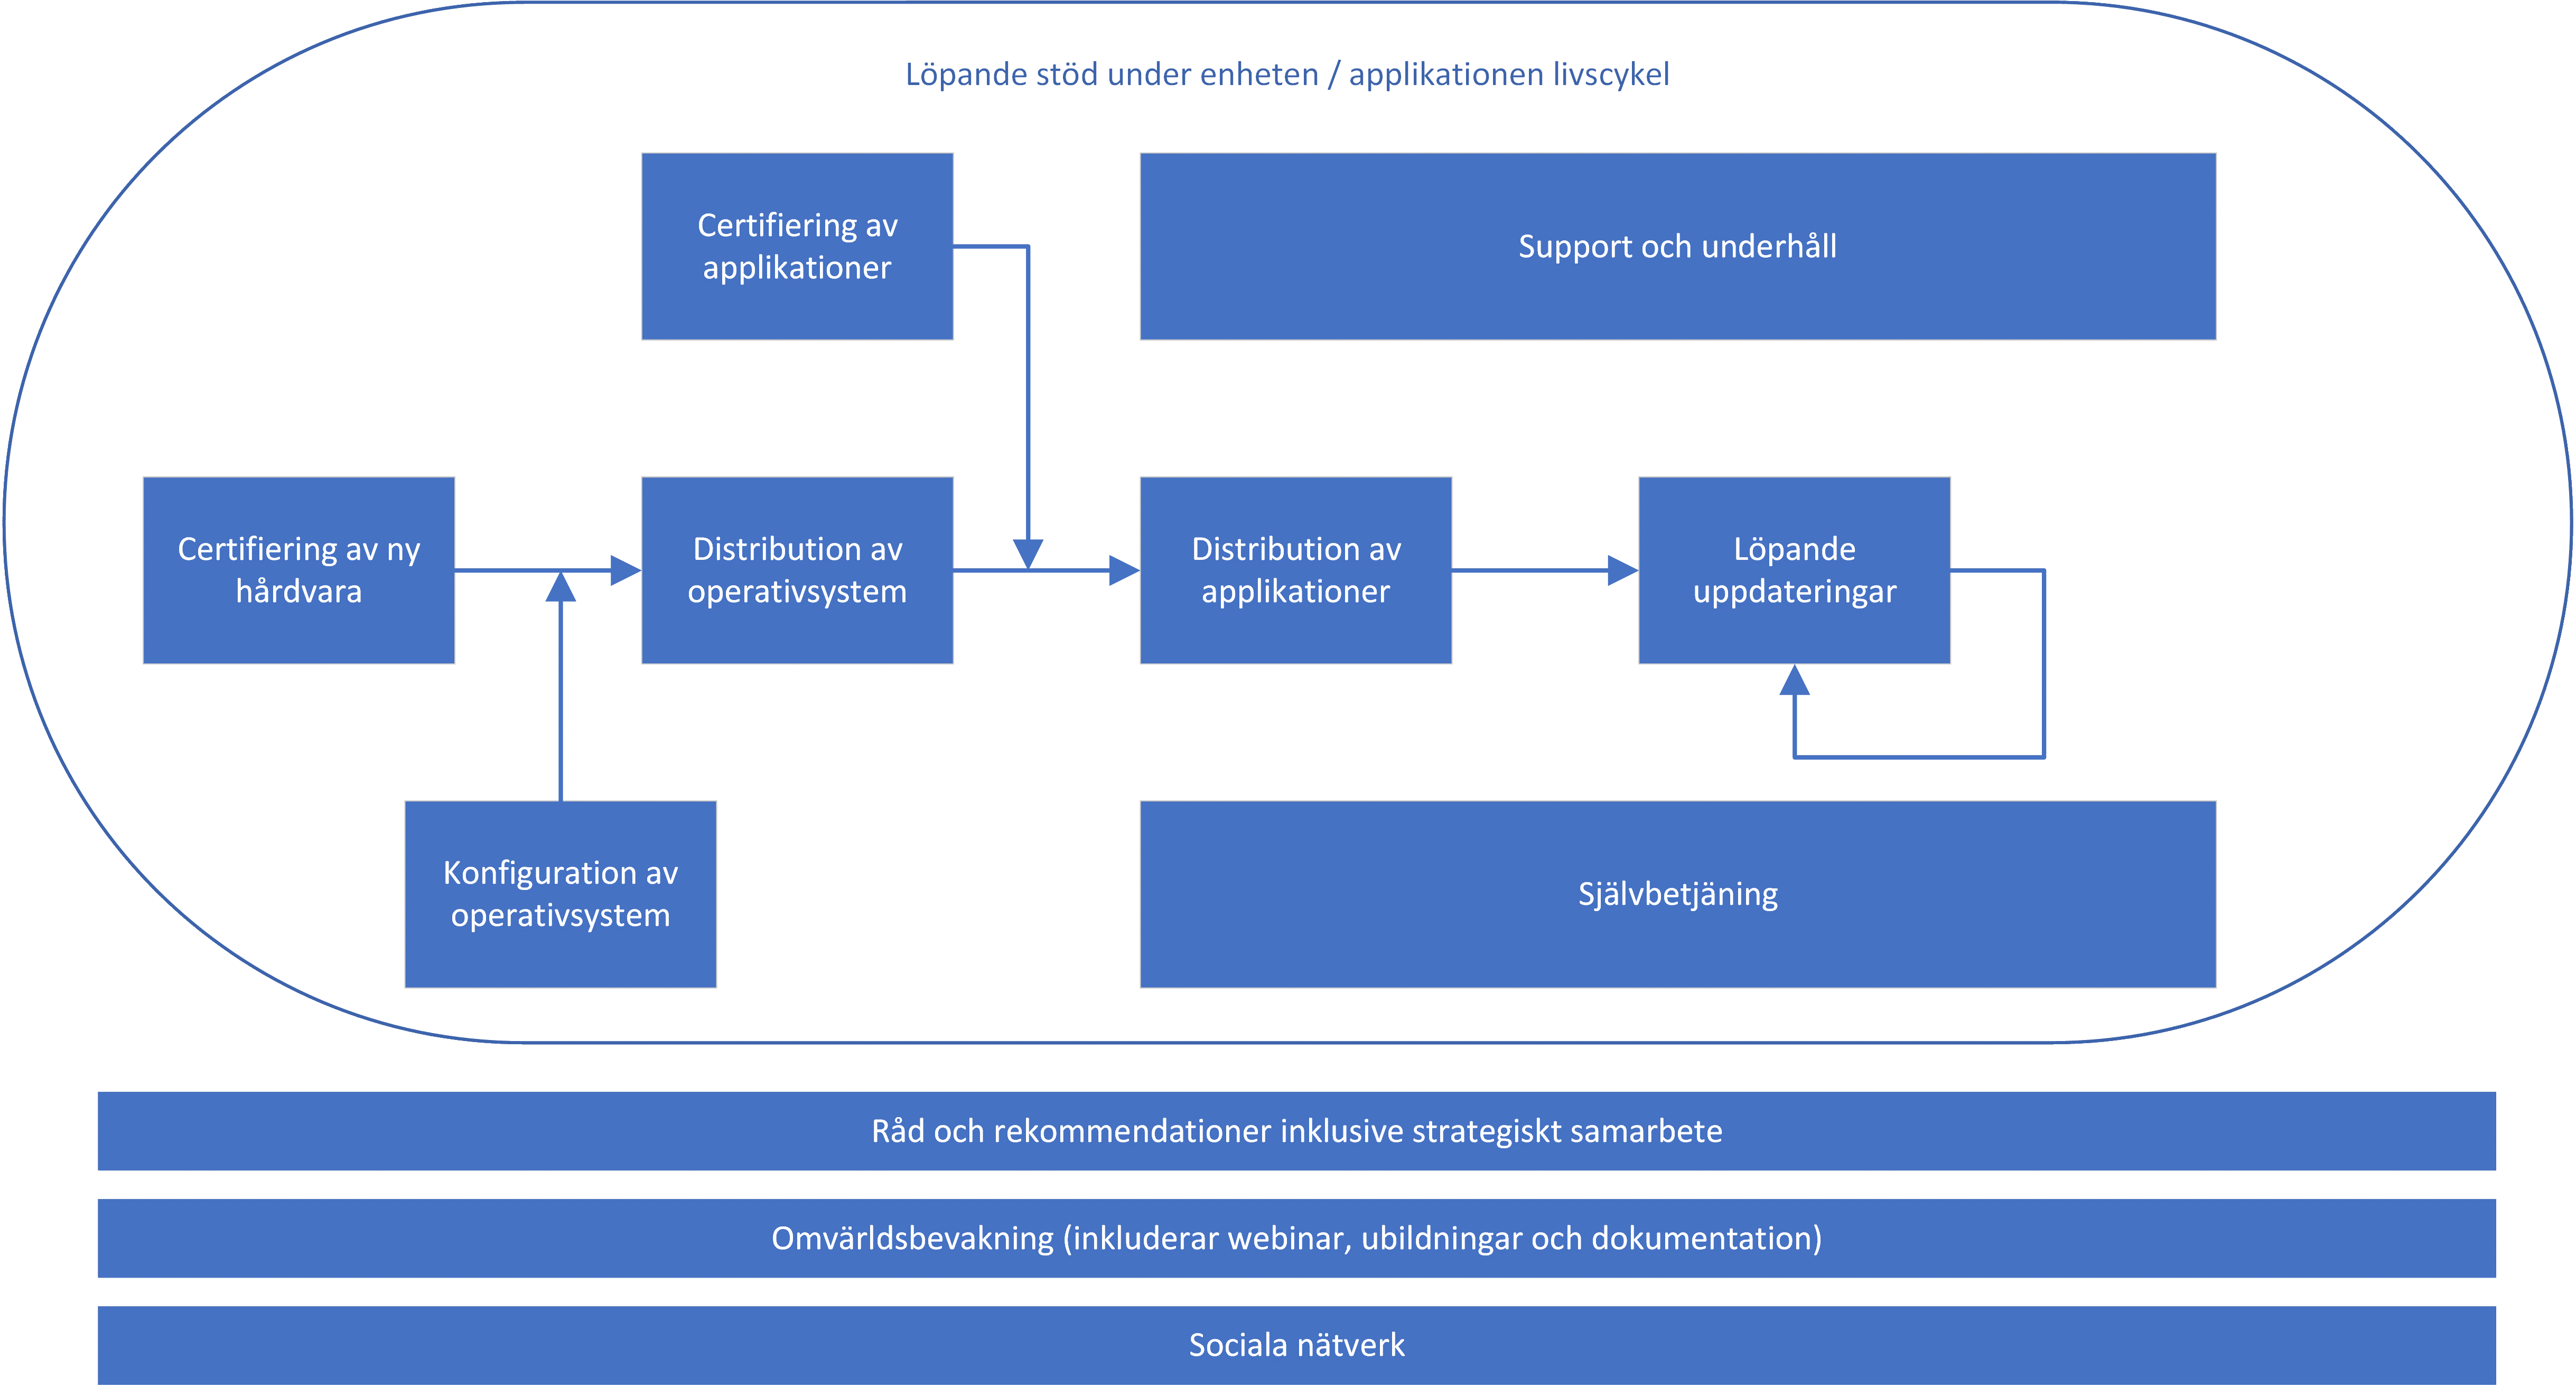 Löpande stöd under enheten / applikationen livscykel
Certifiering av
applikationer
Support och underhåll
Certifiering av ny
hårdvara
Distribution av
operativsystem
Distribution av
applikationer
Löpande
uppdateringar
Konfiguration av
operativsystem
Självbetjäning
Råd och rekommendationer inklusive strategiskt samarbete
Omvärldsbevakning (inkluderar webinar, ubildningar och dokumentation)
Sociala nätverk